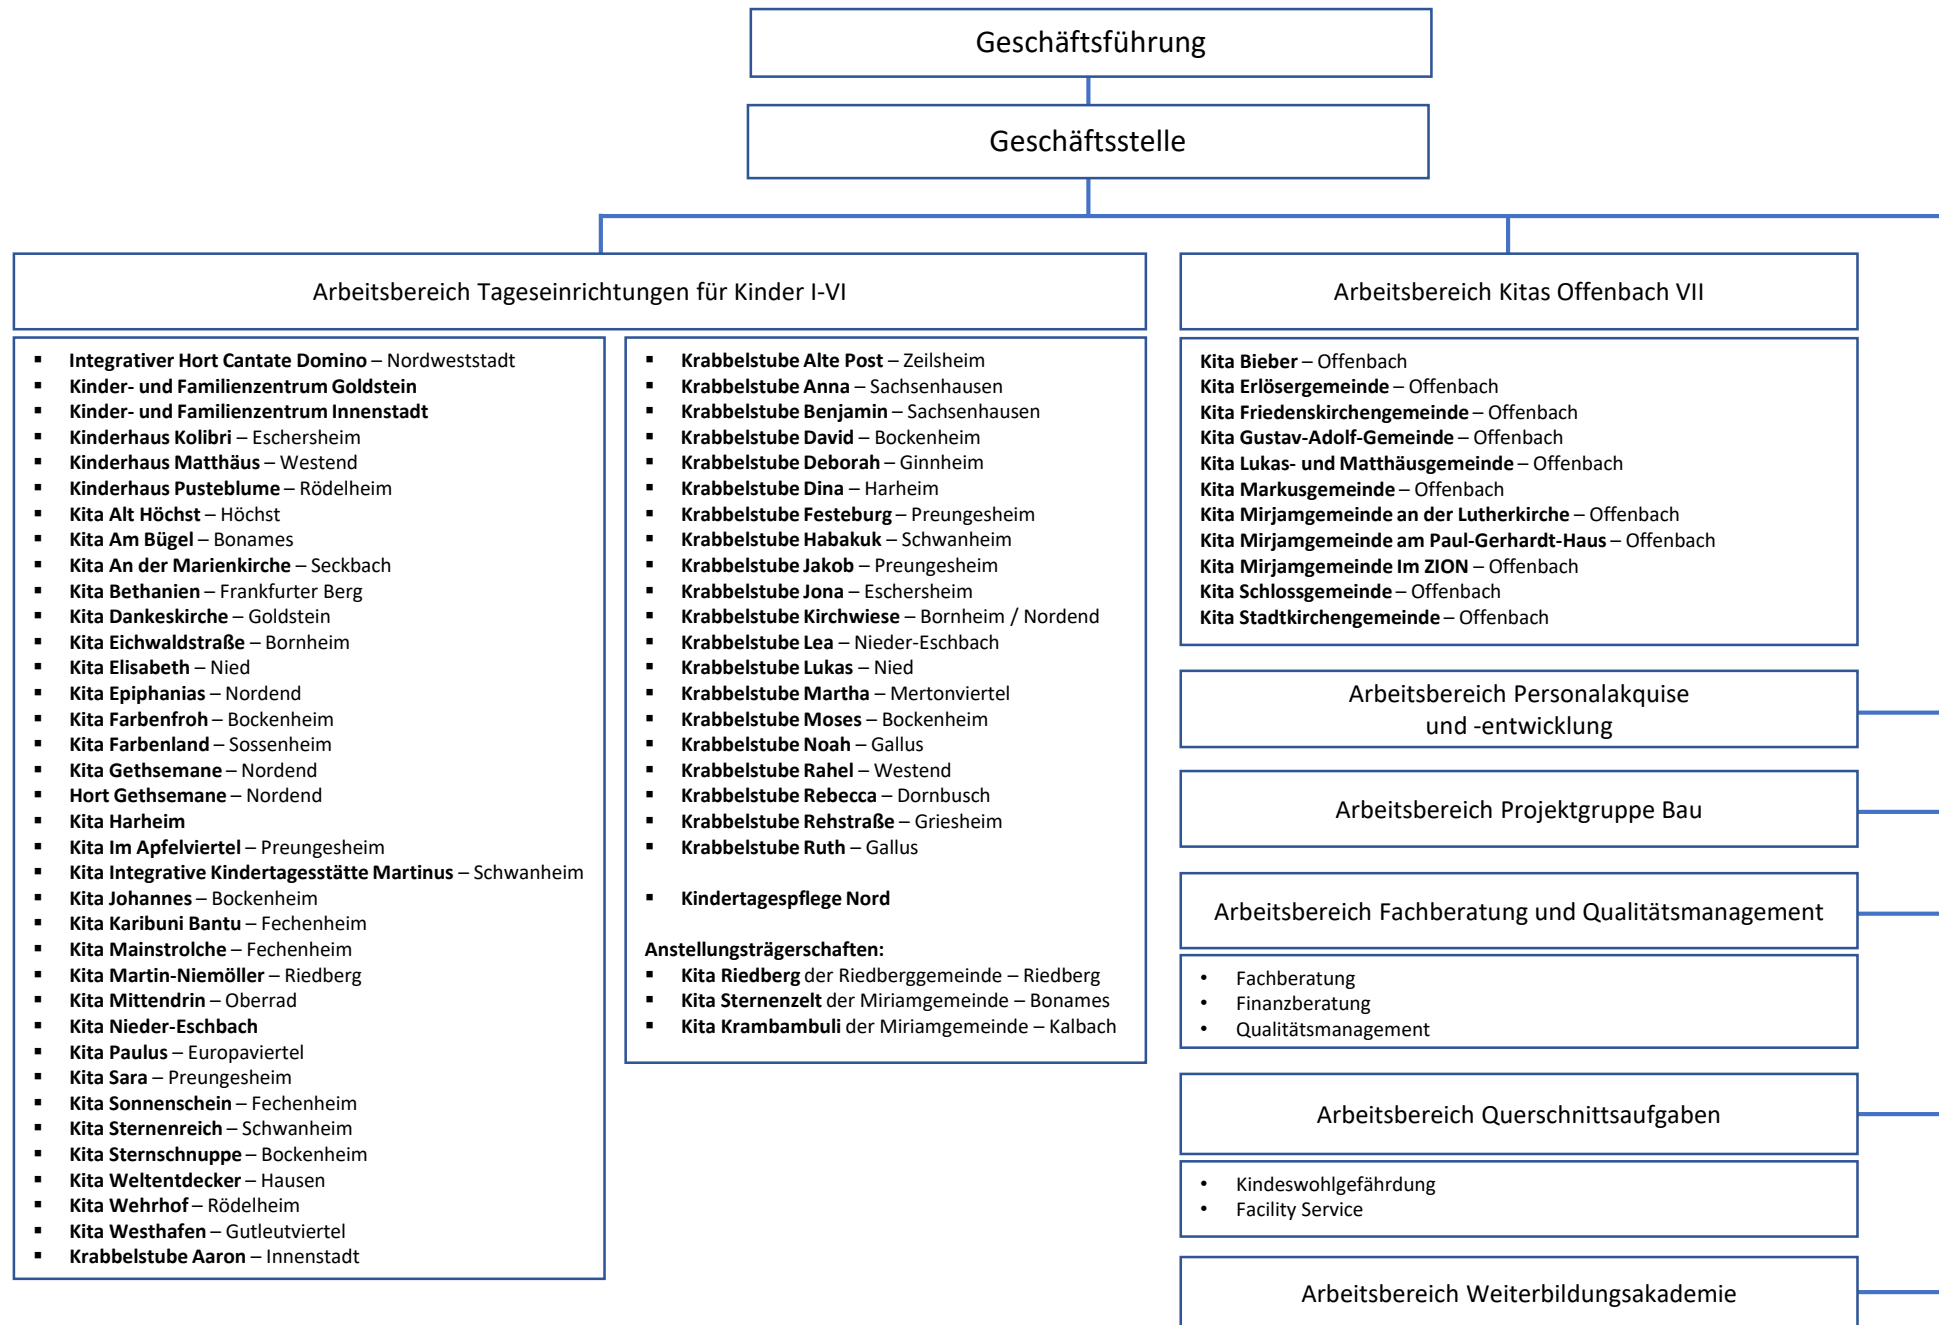 Geschäftsführung
Geschäftsstelle
Arbeitsbereich Tageseinrichtungen für Kinder I-VI
▪ Integrativer Hort Cantate Domino – Nordweststadt
▪ Kinder- und Familienzentrum Goldstein
▪ Kinder- und Familienzentrum Innenstadt
▪ Kinderhaus Kolibri – Eschersheim
▪ Kinderhaus Matthäus – Westend
▪ Kinderhaus Pusteblume – Rödelheim
▪ Kita Alt Höchst – Höchst
▪ Kita Am Bügel – Bonames
▪ Kita An der Marienkirche – Seckbach
▪ Kita Bethanien – Frankfurter Berg
▪ Kita Dankeskirche – Goldstein
▪ Kita Eichwaldstraße – Bornheim
▪ Kita Elisabeth – Nied
▪ Kita Epiphanias – Nordend
▪ Kita Farbenfroh – Bockenheim
▪ Kita Farbenland – Sossenheim
▪ Kita Gethsemane – Nordend
▪ Hort Gethsemane – Nordend
▪ Kita Harheim
▪ Kita Im Apfelviertel – Preungesheim
▪ Kita Integrative Kindertagesstätte Martinus – Schwanheim
▪ Kita Johannes – Bockenheim
▪ Kita Karibuni Bantu – Fechenheim
▪ Kita Mainstrolche – Fechenheim
▪ Kita Martin-Niemöller – Riedberg
▪ Kita Mittendrin – Oberrad
▪ Kita Nieder-Eschbach
▪ Kita Paulus – Europaviertel
▪ Kita Sara – Preungesheim
▪ Kita Sonnenschein – Fechenheim
▪ Kita Sternenreich – Schwanheim
▪ Kita Sternschnuppe – Bockenheim
▪ Kita Weltentdecker – Hausen
▪ Kita Wehrhof – Rödelheim
▪ Kita Westhafen – Gutleutviertel
▪ Krabbelstube Aaron – Innenstadt
▪ Krabbelstube Alte Post – Zeilsheim
▪ Krabbelstube Anna – Sachsenhausen
▪ Krabbelstube Benjamin – Sachsenhausen
▪ Krabbelstube David – Bockenheim
▪ Krabbelstube Deborah – Ginnheim
▪ Krabbelstube Dina – Harheim
▪ Krabbelstube Festeburg – Preungesheim
▪ Krabbelstube Habakuk – Schwanheim
▪ Krabbelstube Jakob – Preungesheim
▪ Krabbelstube Jona – Eschersheim
▪ Krabbelstube Kirchwiese – Bornheim / Nordend
▪ Krabbelstube Lea – Nieder-Eschbach
▪ Krabbelstube Lukas – Nied
▪ Krabbelstube Martha – Mertonviertel
▪ Krabbelstube Moses – Bockenheim
▪ Krabbelstube Noah – Gallus
▪ Krabbelstube Rahel – Westend
▪ Krabbelstube Rebecca – Dornbusch
▪ Krabbelstube Rehstraße – Griesheim
▪ Krabbelstube Ruth – Gallus
▪ Kindertagespflege Nord
Anstellungsträgerschaften:
▪ Kita Riedberg der Riedberggemeinde – Riedberg
▪ Kita Sternenzelt der Miriamgemeinde – Bonames
▪ Kita Krambambuli der Miriamgemeinde – Kalbach
Arbeitsbereich Kitas Offenbach VII
Kita Bieber – Offenbach
Kita Erlösergemeinde – Offenbach
Kita Friedenskirchengemeinde – Offenbach
Kita Gustav-Adolf-Gemeinde – Offenbach
Kita Lukas- und Matthäusgemeinde – Offenbach
Kita Markusgemeinde – Offenbach
Kita Mirjamgemeinde an der Lutherkirche – Offenbach
Kita Mirjamgemeinde am Paul-Gerhardt-Haus – Offenbach
Kita Mirjamgemeinde Im ZION – Offenbach
Kita Schlossgemeinde – Offenbach
Kita Stadtkirchengemeinde – Offenbach
Arbeitsbereich Personalakquise
und -entwicklung
Arbeitsbereich Projektgruppe Bau
Arbeitsbereich Fachberatung und Qualitätsmanagement
• Fachberatung
• Finanzberatung
• Qualitätsmanagement
Arbeitsbereich Querschnittsaufgaben
• Kindeswohlgefährdung
• Facility Service
Arbeitsbereich Weiterbildungsakademie